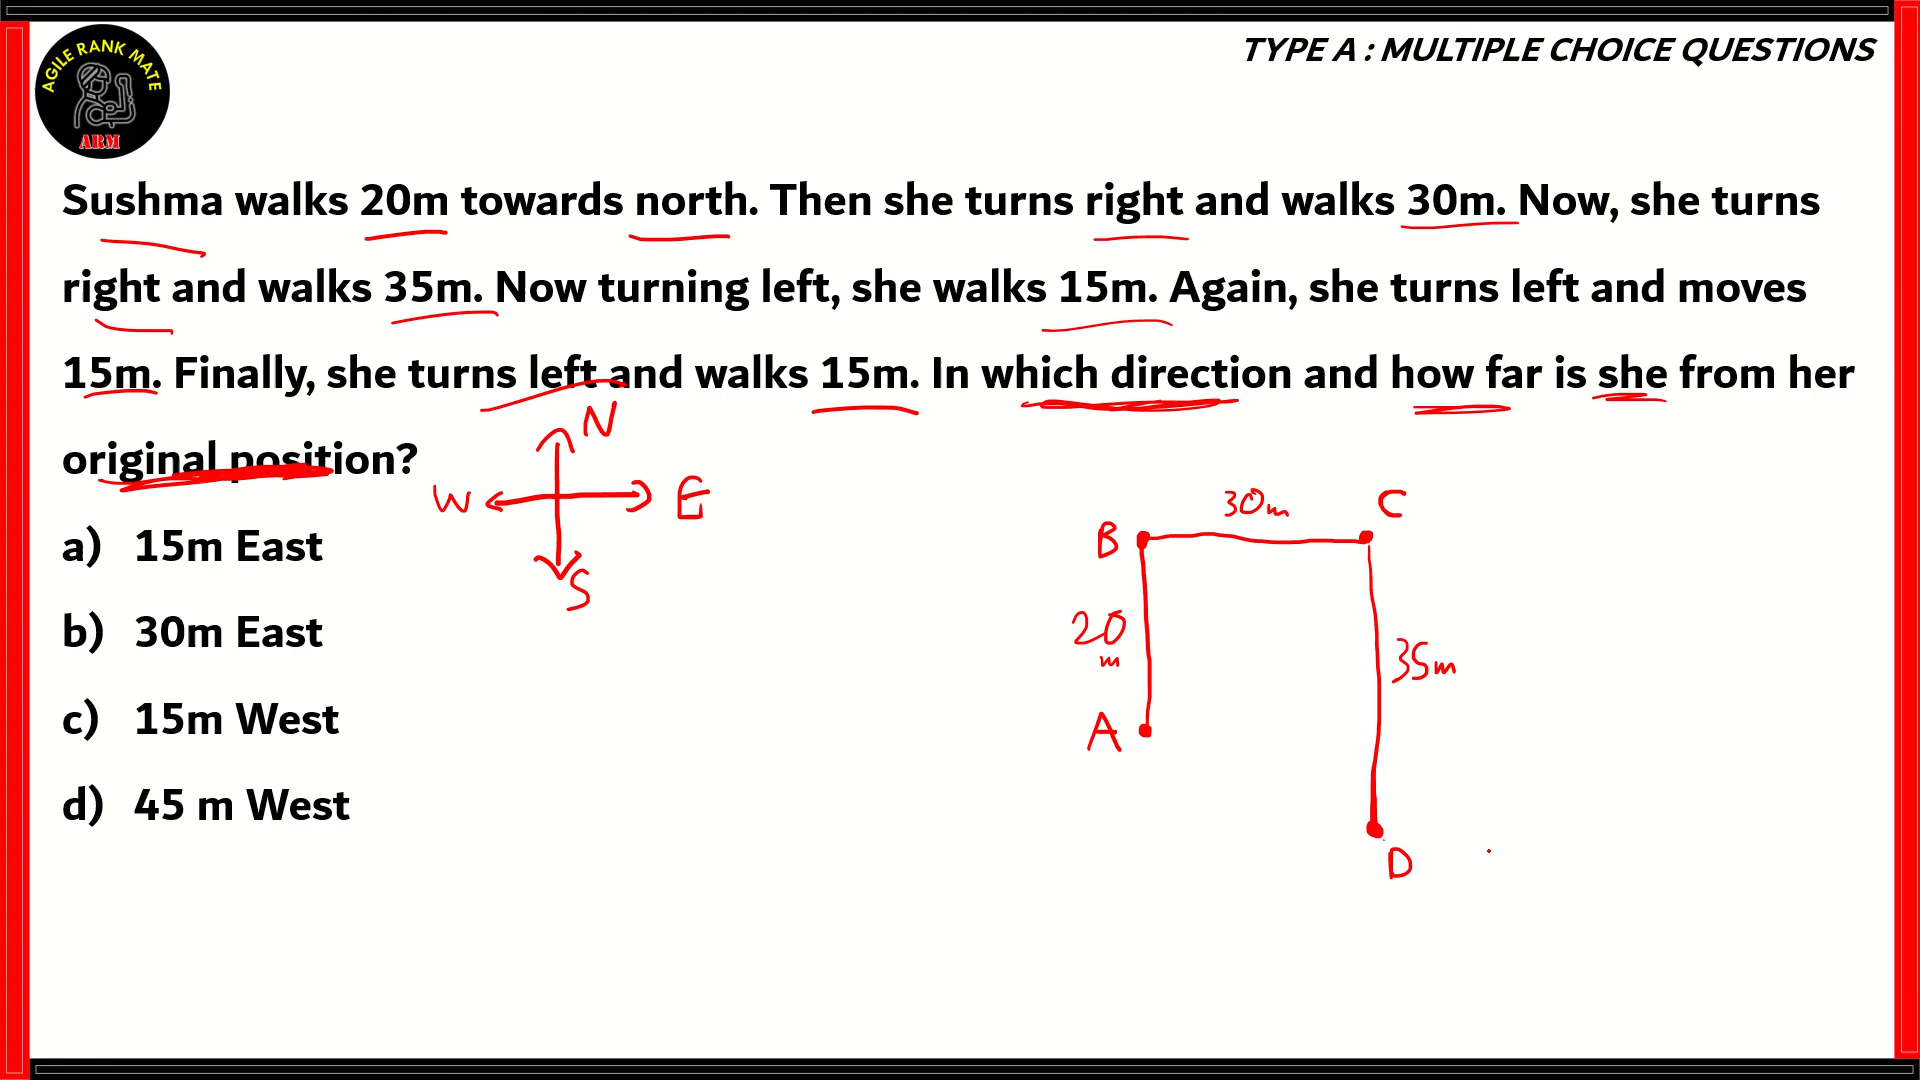 AGILE RANK MATE
ARM
TYPE A : MULTIPLE CHOICE QUESTIONS
Sushma walks 20m towards north. Then she turns right and walks 30m. Now, she turns
right and walks 35m. Now turning left, she walks 15m. Again, she turns left and moves
15m. Finally, she turns left and walks 15m. In which direction and how far is she from her
original position?
N
W
E
S
a) 15m East
b) 30m East
c) 15m West
d) 45 m West
30m
C
B
20
m
35m
A
D